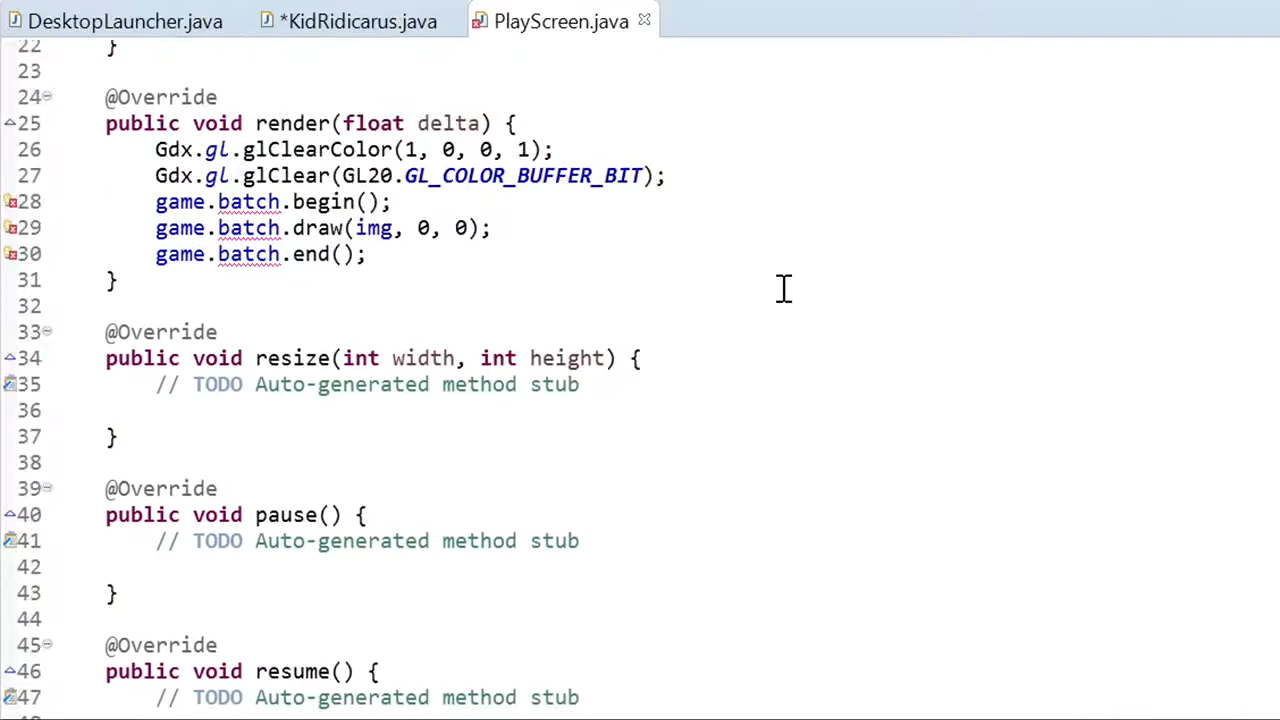 DesktopLauncher.java *KidRidicarus.java PlayScreen.java
22 }
23
24 @Override
25 public void render(float delta) {
26 Gdx.gl.glClearColor(1, 0, 0, 1);
27 Gdx.gl.glClear(GL20.GL_COLOR_BUFFER_BIT);
28 game.batch.begin();
29 game.batch.draw(img, 0, 0);
30 game.batch.end();
31 }
32
33 @Override
34 public void resize(int width, int height) {
35 // TODO Auto-generated method stub
36
37 }
38
39 @Override
40 public void pause() {
41 // TODO Auto-generated method stub
42
43 }
44
45 @Override
46 public void resume() {
47 // TODO Auto-generated method stub